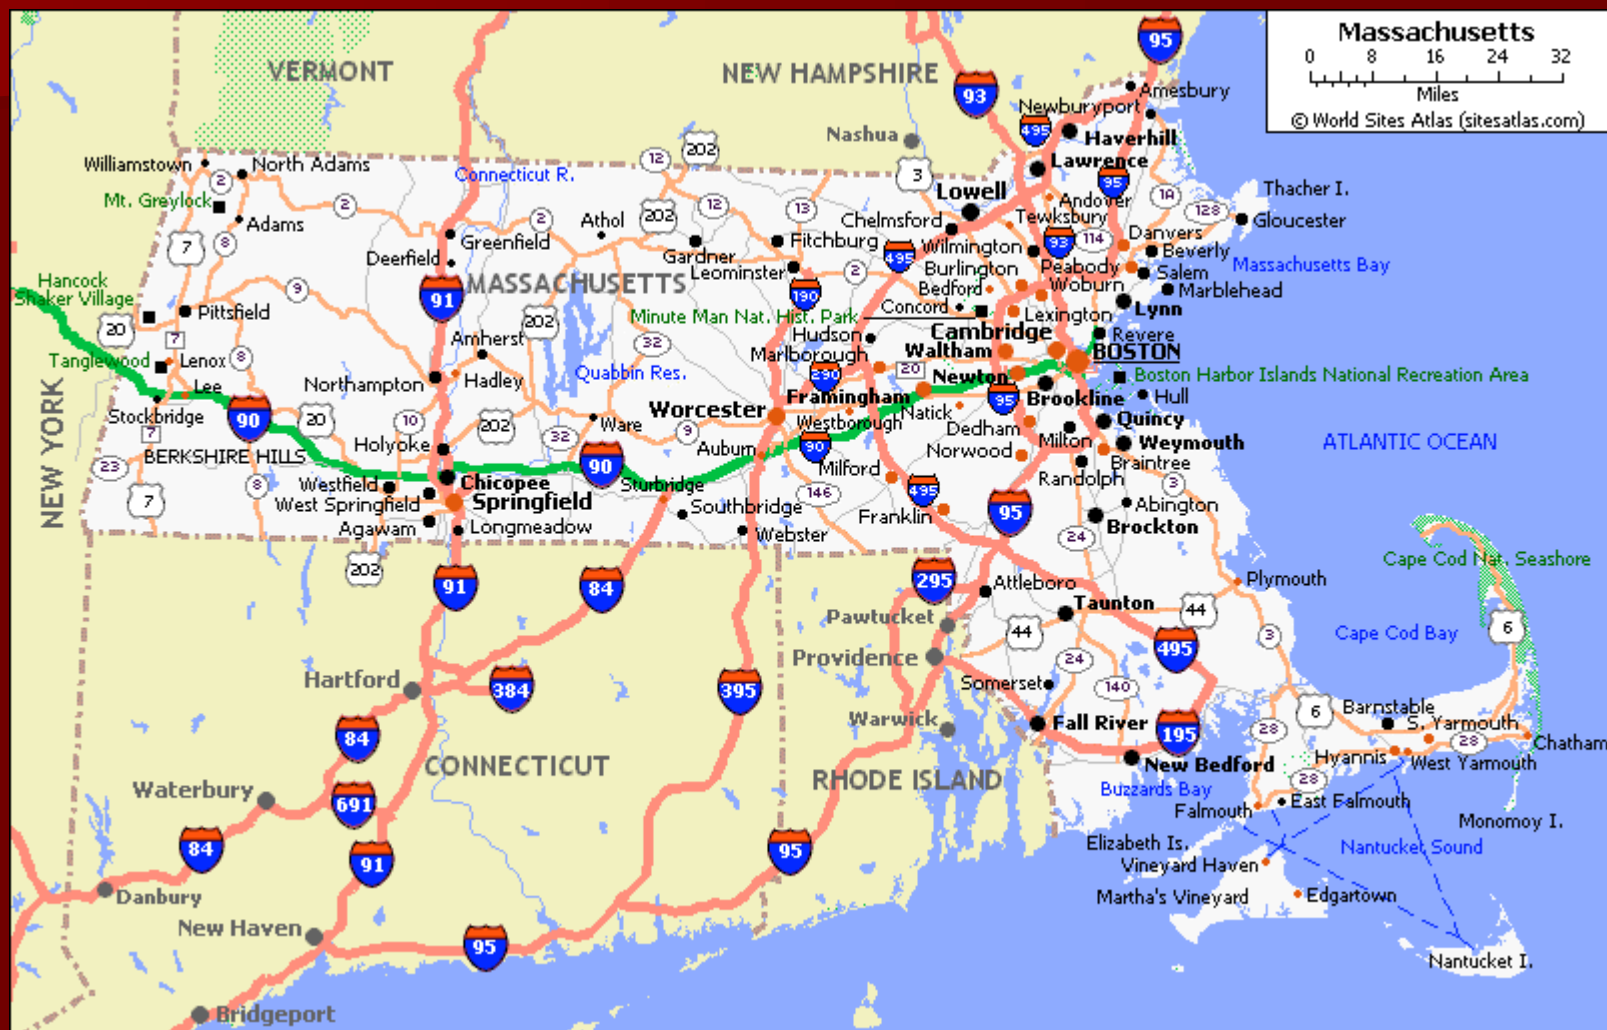 Massachusetts
0 8 16 24 32
Miles
© World Sites Atlas (sitesatlas.com)
VERMONT
NEW HAMPSHIRE
95
93
Amesbury
Newburyport
495
Haverhill
Nashua
Lawrence
202
12
3
Williamstown
North Adams
2
Connecticut R.
Lowell
95
Andover
1A
Thacher I.
Mt. Greylock
2
2
Athol
202
12
13
Chelmsford
Tewksbury
128
Gloucester
Adams
7
8
Greenfield
Deerfield
Gardner
Fitchburg
Leominster
495
Wilmington
93
114
Danvers
Beverly
2
Burlington
Peabody
Salem
Massachusetts Bay
Hancock
Shaker Village
9
91
MASSACHUSETTS
190
Bedford
Woburn
Marblehead
20
Pittsfield
202
Minute Man Nat. Hist. Park
Concord
Lexington
Lynn
7
Amherst
32
Hudson
Cambridge
Revere
Tanglewood
Lenox
8
Marlborough
Waltham
BOSTON
Lee
Northampton
Hadley
Quabbin Res.
290
20
Newton
Boston Harbor Islands National Recreation Area
NEW YORK
Stockbridge
90
20
10
202
Ware
Worcester
Framingham
Natick
95
Brookline
Hull
7
32
9
Westborough
Quincy
23
BERKSHIRE HILLS
Holyoke
Auburn
90
Dedham
Milton
Weymouth
ATLANTIC OCEAN
90
Norwood
Braintree
7
8
Westfield
Chicopee
Sturbridge
Milford
Randolph
3
West Springfield
Springfield
146
495
95
Abington
Agawam
Longmeadow
Southbridge
Franklin
Brockton
Webster
24
202
Cape Cod Nat. Seashore
91
84
295
Attleboro
Plymouth
Pawtucket
Taunton
44
44
6
Providence
3
Cape Cod Bay
Hartford
384
395
24
495
Somerset
140
Warwick
6
Barnstable
84
Fall River
195
28
S. Yarmouth
28
Chatham
CONNECTICUT
RHODE ISLAND
New Bedford
Hyannis
West Yarmouth
28
Waterbury
691
Buzzards Bay
Falmouth
East Falmouth
Monomoy I.
84
91
95
Elizabeth Is.
Nantucket Sound
Vineyard Haven
Danbury
Martha's Vineyard
Edgartown
New Haven
95
Nantucket I.
Bridgeport